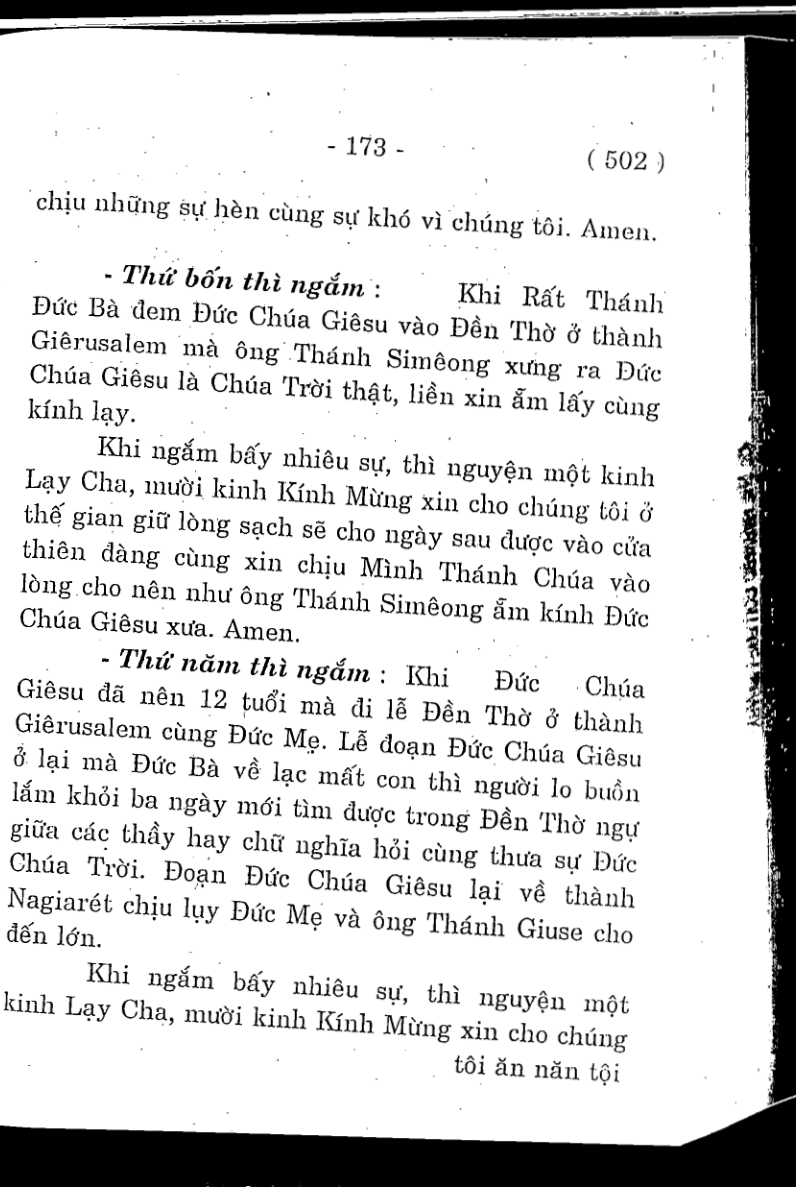 - 173 -
( 502 )
chịu những sự hèn cùng sự khó vì chúng tôi. Amen.
- Thứ bốn thì ngắm : Khi Rất Thánh
Đức Bà đem Đức Chúa Giêsu vào Đền Thờ ở thành
Giêrusalem mà ông Thánh Simêong xưng ra Đức
Chúa Giêsu là Chúa Trời thật, liền xin ẵm lấy cùng
kính lạy.
Khi ngắm bấy nhiêu sự, thì nguyện một kinh
Lạy Cha, mười kinh Kính Mừng xin cho chúng tôi ở
thế gian giữ lòng sạch sẽ cho ngày sau được vào cửa
thiên đàng cùng xin chịu Mình Thánh Chúa vào
lòng cho nên như ông Thánh Simêong ẵm kính Đức
Chúa Giêsu xưa. Amen.
- Thứ năm thì ngắm : Khi Đức Chúa
Giêsu đã nên 12 tuổi mà đi lễ Đền Thờ ở thành
Giêrusalem cùng Đức Mẹ. Lễ đoạn Đức Chúa Giêsu
ở lại mà Đức Bà về lạc mất con thì người lo buồn
lắm khỏi ba ngày mới tìm được trong Đền Thờ ngự
giữa các thầy hay chữ nghĩa hỏi cùng thưa sự Đức
Chúa Trời. Đoạn Đức Chúa Giêsu lại về thành
Nagiarét chịu lụy Đức Mẹ và ông Thánh Giuse cho
đến lớn.
Khi ngắm bấy nhiêu sự, thì nguyện một
kinh Lạy Cha, mười kinh Kính Mừng xin cho chúng
tôi ăn năn tội